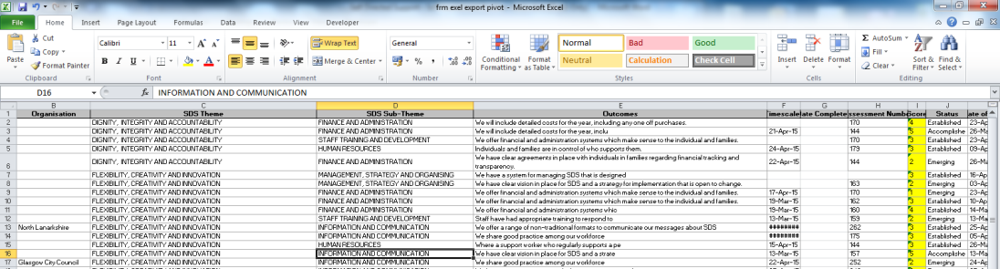 frm exel export pivot - Microsoft Excel
File Home Insert Page Layout Formulas Data Review View Developer
Cut
Copy
Format Painter
Paste
Clipboard
Calibri 11
B I U
Font
Wrap Text
Merge & Center
Alignment
General
Number
Conditional Formatting
Format as Table
Normal Bad Good
Neutral Calculation Check Cell
Styles
Insert Delete Format
Cells
AutoSum
Fill
Clear
Sort & Filter
Find & Select
Editing
D16 fx INFORMATION AND COMMUNICATION
B C D E F G H I J
1 Organisation SDS Theme SDS Sub-Theme Outcomes imescale ate Complete ssessment Numb Score Status ate of
2 DIGNITY, INTEGRITY AND ACCOUNTABILITY FINANCE AND ADMINISTRATION We will include detailed costs for the year, including any one off purchases. 170 4 Established 23-Ap
3 DIGNITY, INTEGRITY AND ACCOUNTABILITY FINANCE AND ADMINISTRATION We will include detailed costs for the year, inclu 21-Apr-15 144 5 Accomplishe 26-Ma
4 DIGNITY, INTEGRITY AND ACCOUNTABILITY STAFF TRAINING AND DEVELOPMENT We offer financial and administration systems which make sense to the individual and families. 170 3 Established 23-Ap
5 DIGNITY, INTEGRITY AND ACCOUNTABILITY HUMAN RESOURCES Individuals and families are in control of who supports them. 24-Apr-15 179 3 Established 09-Ap
6 DIGNITY, INTEGRITY AND ACCOUNTABILITY FINANCE AND ADMINISTRATION We have clear agreements in place with individuals in families regarding financial tracking and transparency. 22-Apr-15 144 2 Emerging 26-Ma
7 FLEXIBILITY, CREATIVITY AND INNOVATION MANAGEMENT, STRATEGY AND ORGANISING We have a system for managing SDS that is designed 3 Established 16-Ap
8 FLEXIBILITY, CREATIVITY AND INNOVATION MANAGEMENT, STRATEGY AND ORGANISING We have clear vision in place for SDS and a strategy for implementation that is open to change. 163 2 Emerging 03-Ap
9 FLEXIBILITY, CREATIVITY AND INNOVATION FINANCE AND ADMINISTRATION We offer financial and administration systems which make sense to the individual and families. 17-Apr-15 170 1 Emerging 23-Ap
10 FLEXIBILITY, CREATIVITY AND INNOVATION FINANCE AND ADMINISTRATION We offer financial and administration systems which make sense to the individual and families. 19-Mar-15 162 3 Established 10-Ap
11 FLEXIBILITY, CREATIVITY AND INNOVATION FINANCE AND ADMINISTRATION We offer financial and administration systems whic 19-Mar-15 160 4 Established 14-Ma
12 FLEXIBILITY, CREATIVITY AND INNOVATION STAFF TRAINING AND DEVELOPMENT Staff have had appropriate training to respond to 13-Mar-15 159 2 Emerging 13-Ma
13 North Lanarkshire FLEXIBILITY, CREATIVITY AND INNOVATION INFORMATION AND COMMUNICATION We offer a range of non-traditional formats to communicate our messages about SDS ######## 262 3 Established
14 FLEXIBILITY, CREATIVITY AND INNOVATION INFORMATION AND COMMUNICATION We share good practice among our workforce ######## 175 3 Established 05-Ap
15 FLEXIBILITY, CREATIVITY AND INNOVATION HUMAN RESOURCES Where a support worker who regularly supports a pe 15-Apr-15 144 3 Established 26-Ma
16 FLEXIBILITY, CREATIVITY AND INNOVATION INFORMATION AND COMMUNICATION We have clear vision in place for SDS and a strate 13-Mar-15 157 5 Accomplishe 13-Ma
17 Glasgow City Council FLEXIBILITY, CREATIVITY AND INNOVATION INFORMATION AND COMMUNICATION We share good practice among our workforce 22-Apr-15 252 2 Emerging 24-Ap